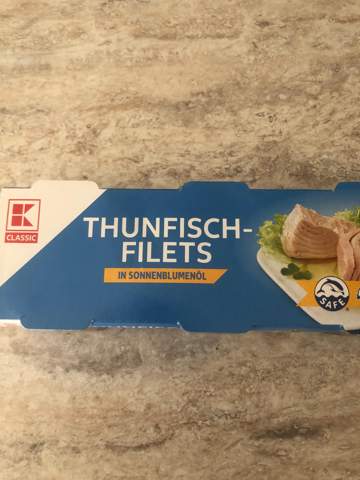 K
CLASSIC
THUNFISCH-
FILETS
IN SONNENBLUMENÖL
SAFE